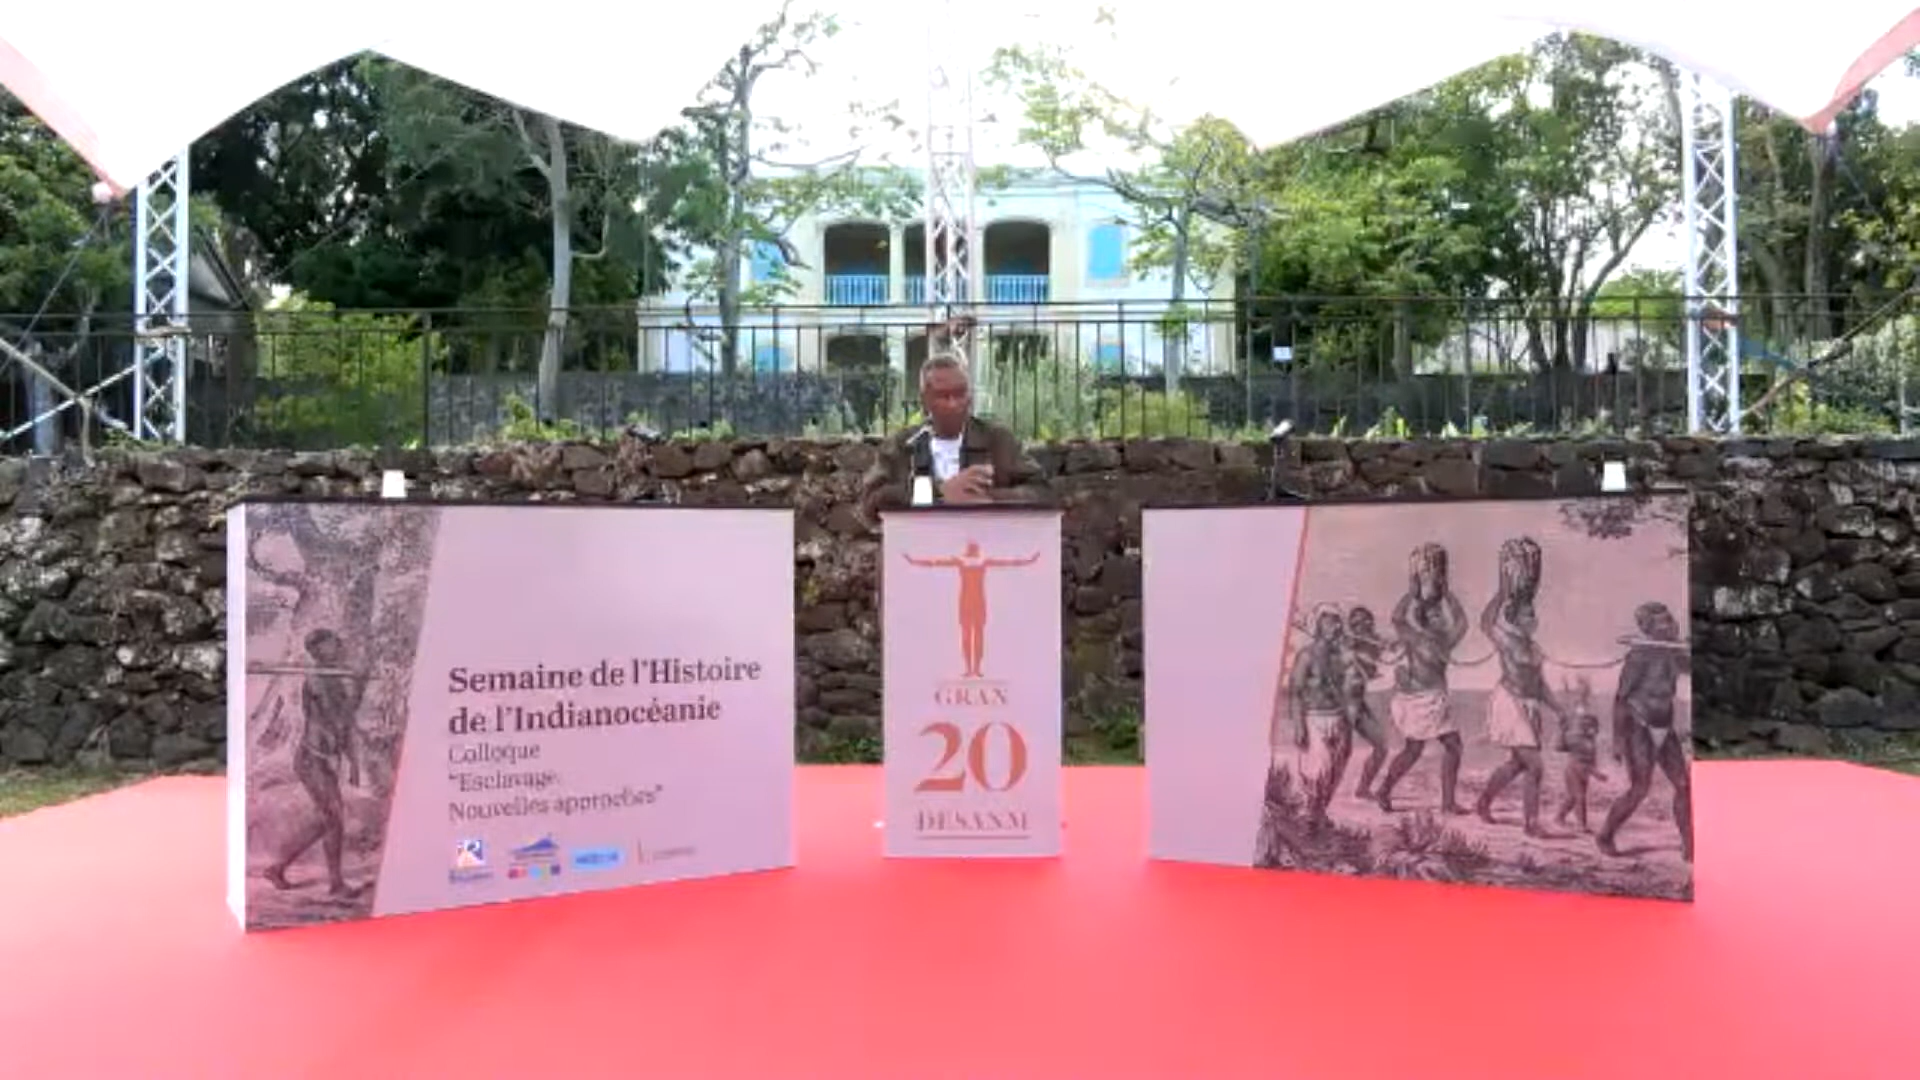 Semaine de l'Histoire
de l'Indianocéanie
Colloque
"Esclavage,
Nouvelles approches"
GRAN
20
DESANM